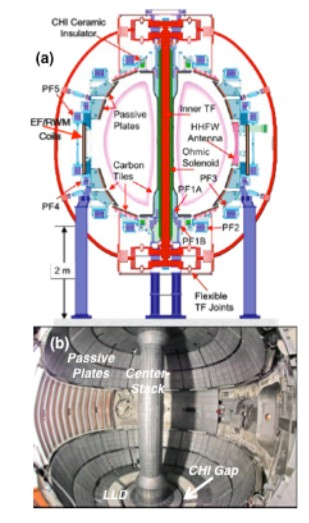 CHI Ceramic
Insulator
(a)
PF5
Passive
Plates
Inner TF
EF/RWM
Coils
HHFW
Antenna
Ohmic
Solenoid
Carbon
Tiles
PF3
PF1A
PF4
PF2
PF1B
2 m
Flexible
TF Joints
(b)
Passive
Plates
Center
Stack
CHI Gap
LLD